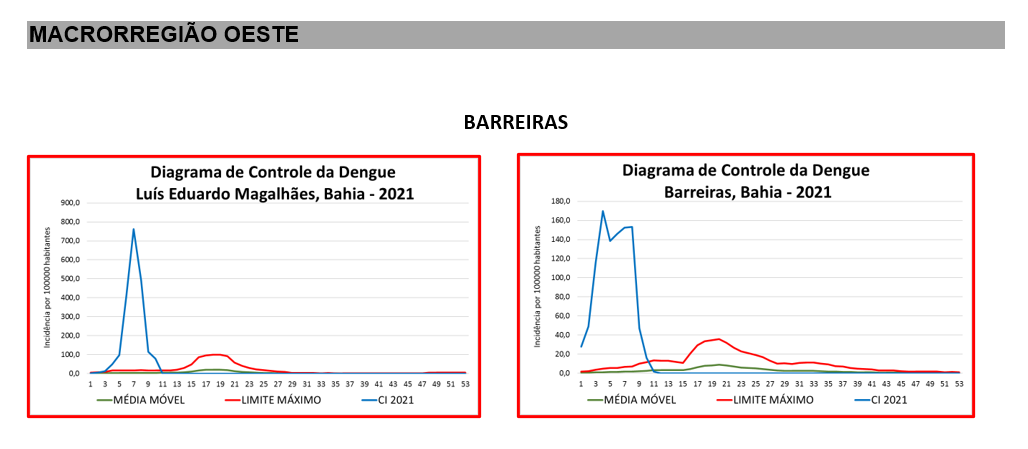 MACRORREGIÃO OESTE
BARREIRAS
Diagrama de Controle da Dengue
Luís Eduardo Magalhães, Bahia - 2021
Incidência por 100000 habitantes
900,0
800,0
700,0
600,0
500,0
400,0
300,0
200,0
100,0
0,0
1 3 5 7 9 11 13 15 17 19 21 23 25 27 29 31 33 35 37 39 41 43 45 47 49 51 53
MÉDIA MÓVEL LIMITE MÁXIMO CI 2021
Diagrama de Controle da Dengue
Barreiras, Bahia - 2021
Incidência por 100000 habitantes
180,0
160,0
140,0
120,0
100,0
80,0
60,0
40,0
20,0
0,0
1 3 5 7 9 11 13 15 17 19 21 23 25 27 29 31 33 35 37 39 41 43 45 47 49 51 53
MÉDIA MÓVEL LIMITE MÁXIMO CI 2021